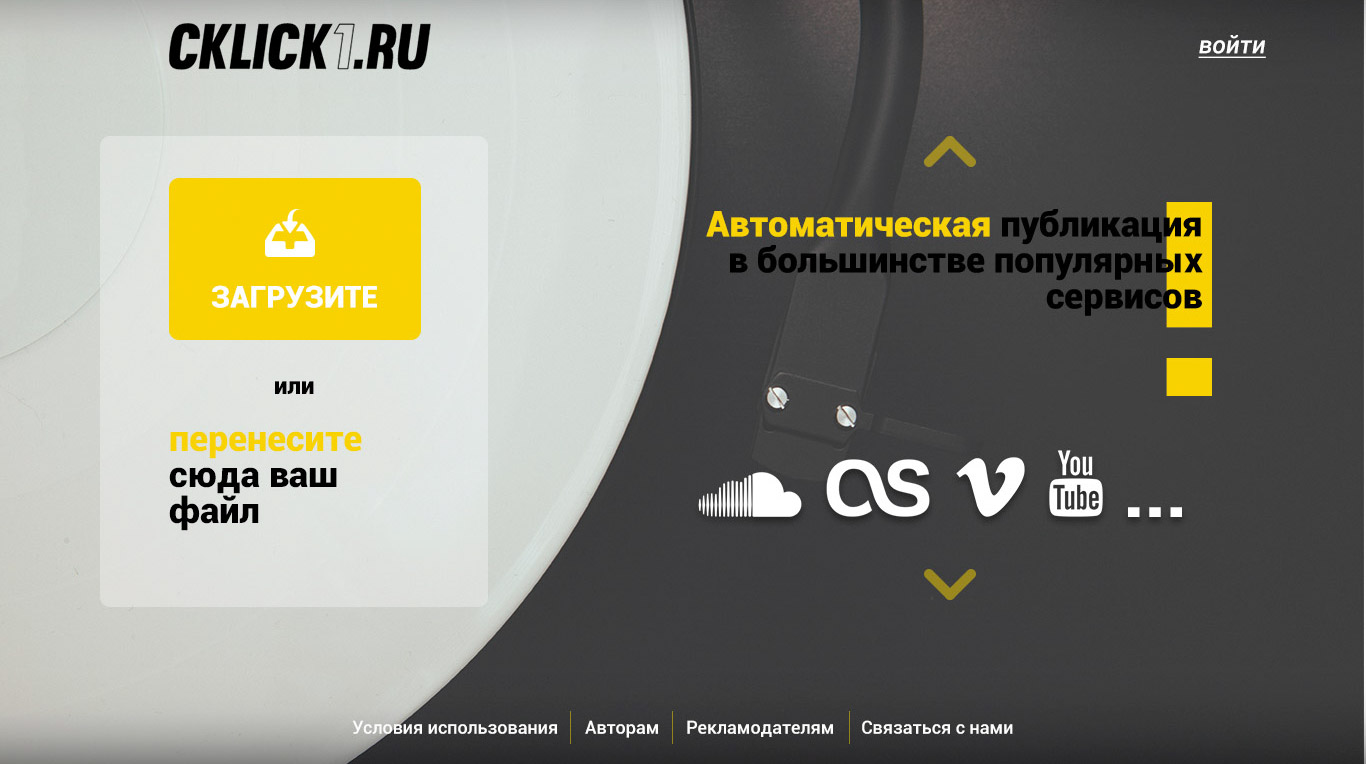 CKLICK1.RU
ВОЙТИ
ЗАГРУЗИТЕ
или
перенесите
сюда ваш
файл
Автоматическая публикация
в большинстве популярных
сервисов
as
You
Tube
...
Условия использования
Авторам
Рекламодателям
Связаться с нами